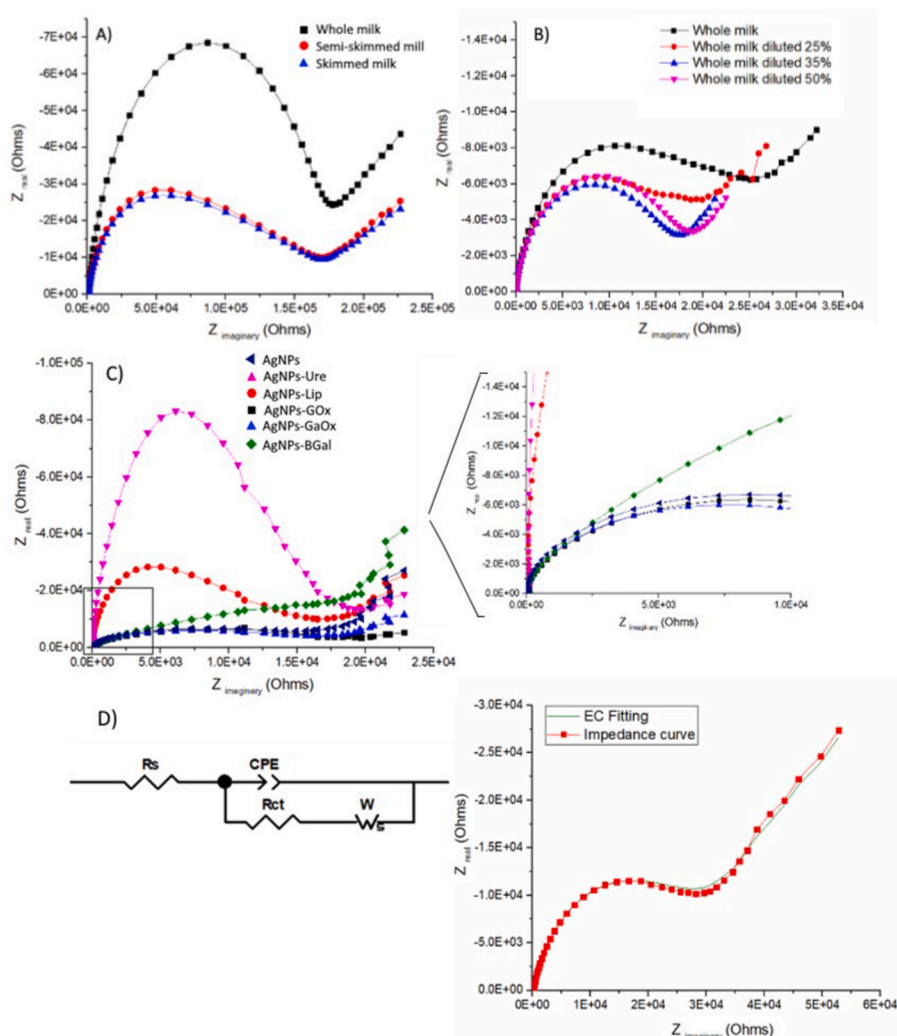 A)
Whole milk
Semi-skimmed mill
Skimmed milk
-7E+04
-6E+04
-5E+04
-4E+04
-3E+04
-2E+04
-1E+04
0E+00
Z real (Ohms)
0.E+00 5.E+04 1.E+05 2.E+05 2.E+05 3.E+05
Z imaginary (Ohms)
B)
Whole milk
Whole milk diluted 25%
Whole milk diluted 35%
Whole milk diluted 50%
-1.4E+04
-1.2E+04
-1.0E+04
-8.0E+03
-6.0E+03
-4.0E+03
-2.0E+03
0.0E+00
Z real (Ohms)
0.0E+00 5.0E+03 1.0E+04 1.5E+04 2.0E+04 2.5E+04 3.0E+04 3.5E+04
Z imaginary (Ohms)
C)
AgNPs
AgNPs-Ure
AgNPs-Lip
AgNPs-GOx
AgNPs-GaOx
AgNPs-BGal
-1.0E+05
-8.0E+04
-6.0E+04
-4.0E+04
-2.0E+04
0.0E+00
Z real (Ohms)
0.0E+00 5.0E+03 1.0E+04 1.5E+04 2.0E+04 2.5E+04
Z imaginary (Ohms)
-1.4E+04
-1.2E+04
-1.0E+04
-8.0E+03
-6.0E+03
-4.0E+03
-2.0E+03
0.0E+00
(Ohms)
0.0E+00 5.0E+03 1.0E+04
Z imaginary (Ohms)
D)
Rs CPE
Rct W
s
EC Fitting
Impedance curve
-3.0E+04
-2.5E+04
-2.0E+04
-1.5E+04
-1.0E+04
-5.0E+03
0.0E+00
Z real (Ohms)
0E+00 1E+04 2E+04 3E+04 4E+04 5E+04 6E+04
Z imaginary (Ohms)